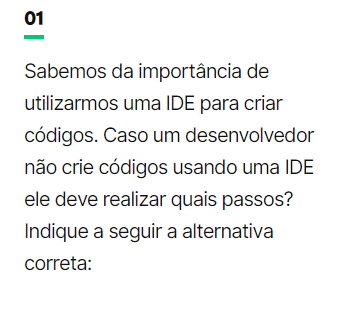 01
Sabemos da importância de
utilizarmos uma IDE para criar
códigos. Caso um desenvolvedor
não crie códigos usando uma IDE
ele deve realizar quais passos?
Indique a seguir a alternativa
correta: